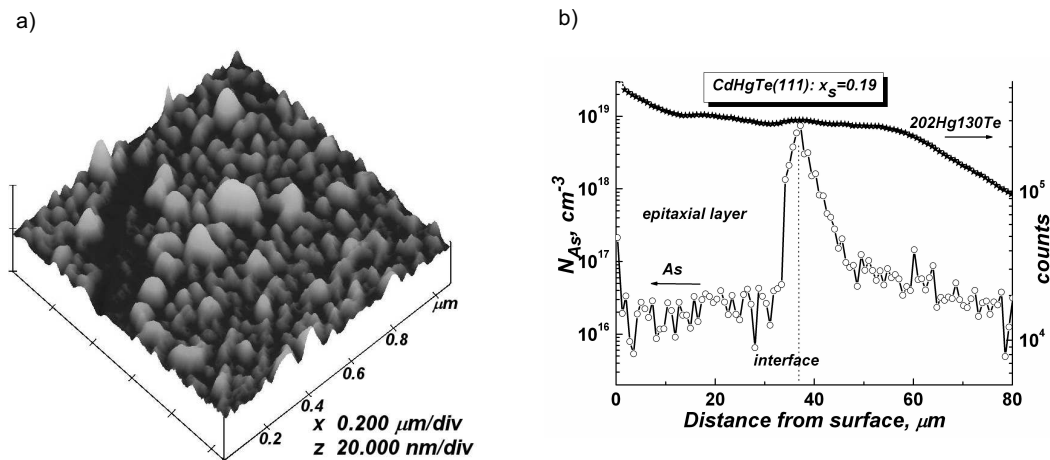 a)
μm
0.8
0.6
0.4
0.2
x 0.200 μm/div
z 20.000 nm/div
b)
CdHgTe(111): xs=0.19
202Hg130Te
epitaxial layer
As
interface
N_As, cm^-3
10^19
10^18
10^17
10^16
10^5
10^4
counts
0 20 40 60 80
Distance from surface, μm